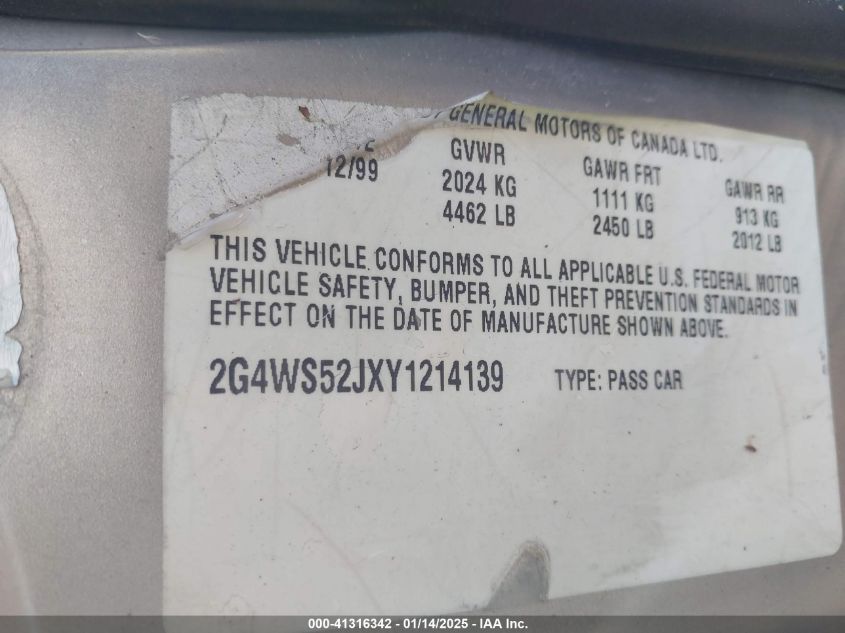 GENERAL MOTORS OF CANADA LTD.
12/99 GVWR GAWR FRT GAWR RR
2024 KG 1111 KG 913 KG
4462 LB 2450 LB 2012 LB
THIS VEHICLE CONFORMS TO ALL APPLICABLE U.S. FEDERAL MOTOR
VEHICLE SAFETY, BUMPER, AND THEFT PREVENTION STANDARDS IN
EFFECT ON THE DATE OF MANUFACTURE SHOWN ABOVE.
2G4WS52JXY1214139 TYPE: PASS CAR
000-41316342 - 01/14/2025 - IAA Inc.